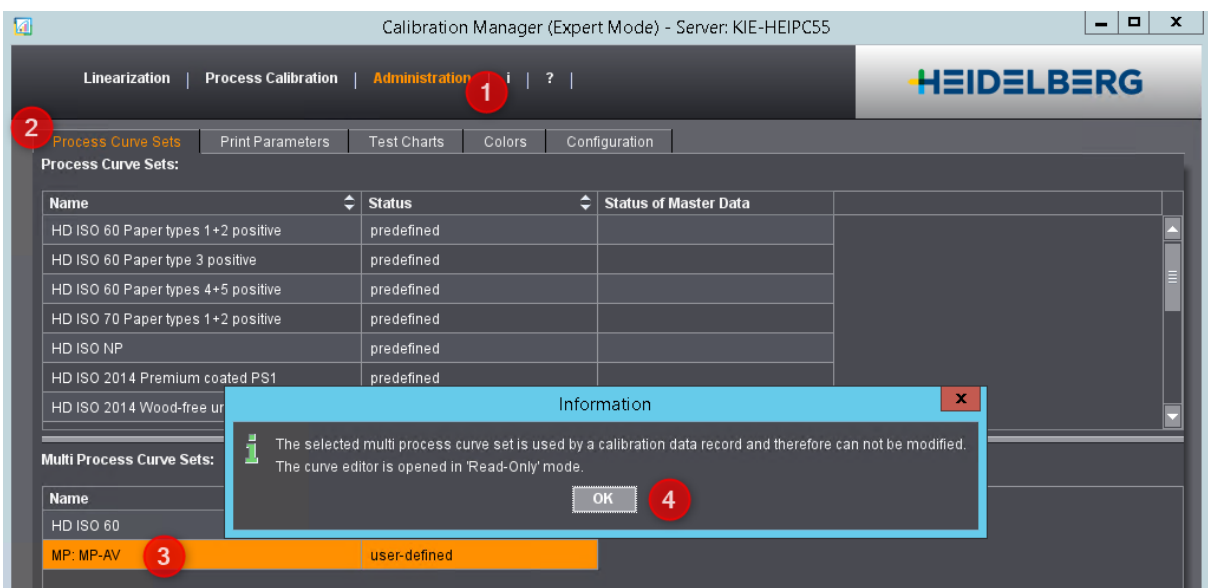 Calibration Manager (Expert Mode) - Server: KIE-HEIPC55
Linearization | Process Calibration | Administration | i | ? |
HEIDELBERG
1
2
Process Curve Sets Print Parameters Test Charts Colors Configuration
Process Curve Sets:
Name Status Status of Master Data
HD ISO 60 Paper types 1+2 positive predefined
HD ISO 60 Paper type 3 positive predefined
HD ISO 60 Paper types 4+5 positive predefined
HD ISO 70 Paper types 1+2 positive predefined
HD ISO NP predefined
HD ISO 2014 Premium coated PS1 predefined
HD ISO 2014 Wood-free
Information
The selected multi process curve set is used by a calibration data record and therefore can not be modified.
The curve editor is opened in 'Read-Only' mode.
OK 4
Multi Process Curve Sets:
Name
HD ISO 60
MP: MP-AV 3 user-defined